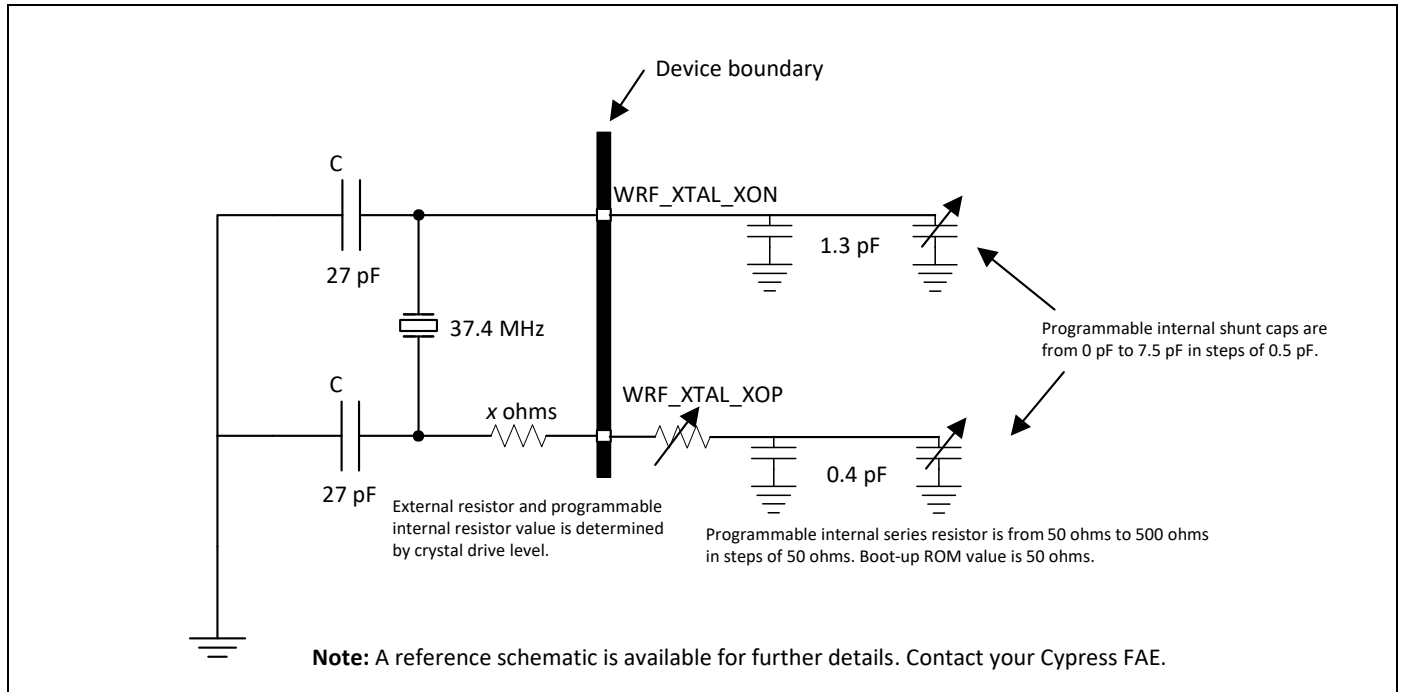 Device boundary
C
WRF_XTAL_XON
1.3 pF
27 pF
37.4 MHz
Programmable internal shunt caps are
from 0 pF to 7.5 pF in steps of 0.5 pF.
C
x ohms
WRF_XTAL_XOP
27 pF
0.4 pF
External resistor and programmable
internal resistor value is determined
by crystal drive level.
Programmable internal series resistor is from 50 ohms to 500 ohms
in steps of 50 ohms. Boot-up ROM value is 50 ohms.
Note: A reference schematic is available for further details. Contact your Cypress FAE.